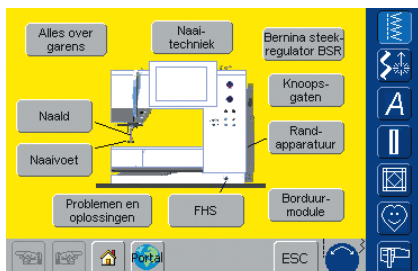 Alles over
garens
Naai-
techniek
Bernina steek-
regulator BSR
Knoops-
gaten
Naald
Rand-
apparatuur
Naaivoet
Problemen en
oplossingen
FHS
Borduur-
module
Portal
ESC
A